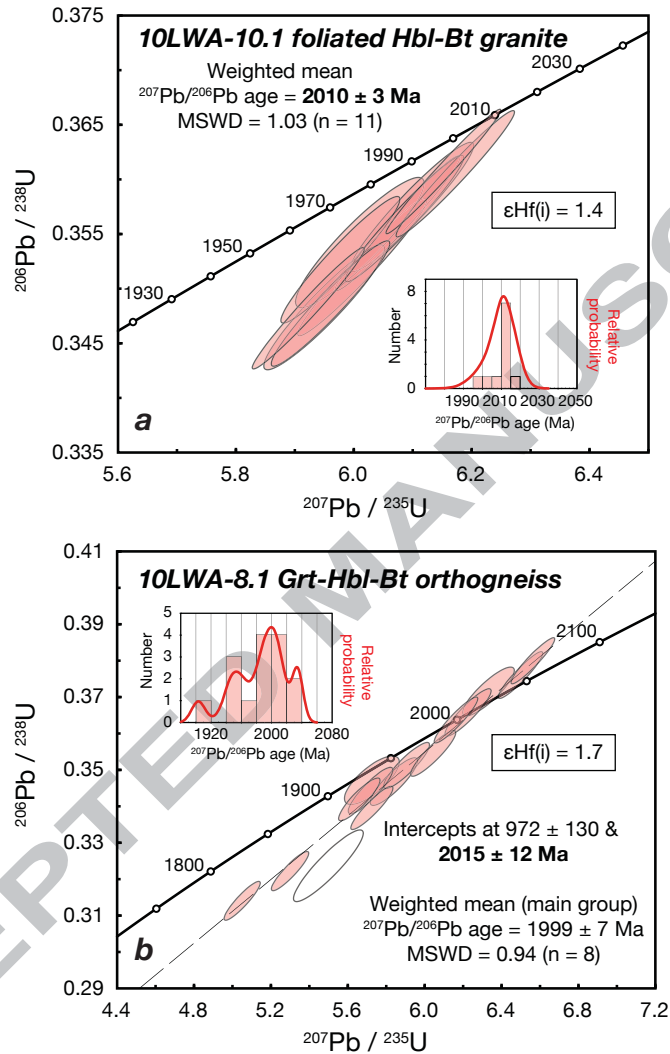 10LWA-10.1 foliated Hbl-Bt granite
Weighted mean
²⁰⁷Pb/²⁰⁶Pb age = 2010 ± 3 Ma
MSWD = 1.03 (n = 11)
0.375
0.365
0.355
0.345
0.335
²⁰⁶Pb / ²³⁸U
1930
1950
1970
1990
2010
2030
εHf(i) = 1.4
8
4
0
Number
Relative
probability
1990 2010 2030 2050
²⁰⁷Pb/²⁰⁶Pb age (Ma)
a
5.6 5.8 6.0 6.2 6.4
²⁰⁷Pb / ²³⁵U
10LWA-8.1 Grt-Hbl-Bt orthogneiss
0.41
0.39
0.37
0.35
0.33
0.31
0.29
²⁰⁶Pb / ²³⁸U
5
4
3
2
1
0
Number
Relative
probability
1920 2000 2080
²⁰⁷Pb/²⁰⁶Pb age (Ma)
1800
1900
2000
2100
εHf(i) = 1.7
Intercepts at 972 ± 130 &
2015 ± 12 Ma
Weighted mean (main group)
²⁰⁷Pb/²⁰⁶Pb age = 1999 ± 7 Ma
MSWD = 0.94 (n = 8)
b
4.4 4.8 5.2 5.6 6.0 6.4 6.8 7.2
²⁰⁷Pb / ²³⁵U
EPTED MANUSC